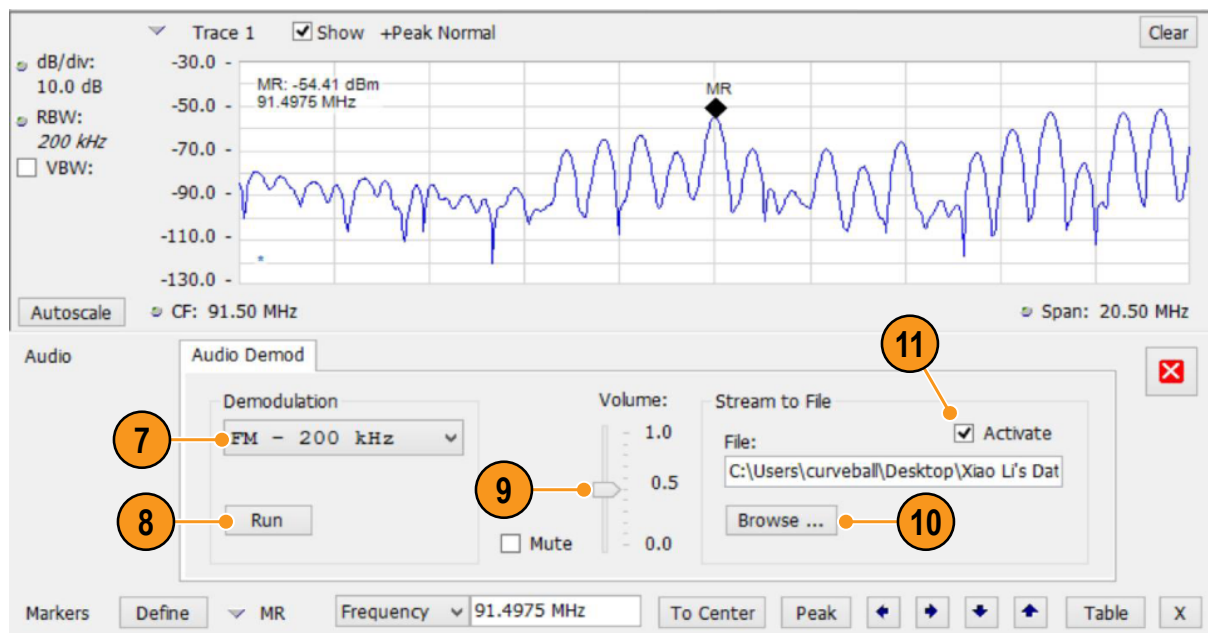 Trace 1 Show +Peak Normal Clear
dB/div:
10.0 dB
RBW:
200 kHz
VBW:
-30.0 -
-50.0 -
-70.0 -
-90.0 -
-110.0 -
-130.0 -
MR: -54.41 dBm
91.4975 MHz
MR
*
Autoscale CF: 91.50 MHz Span: 20.50 MHz
Audio
Audio Demod
11
Demodulation
7
FM - 200 kHz
8
Run
Volume:
1.0
0.5
0.0
9
Mute
Stream to File
Activate
File:
C:\Users\curveball\Desktop\Xiao Li's Dat
Browse ...
10
Markers Define MR Frequency 91.4975 MHz To Center Peak Table X